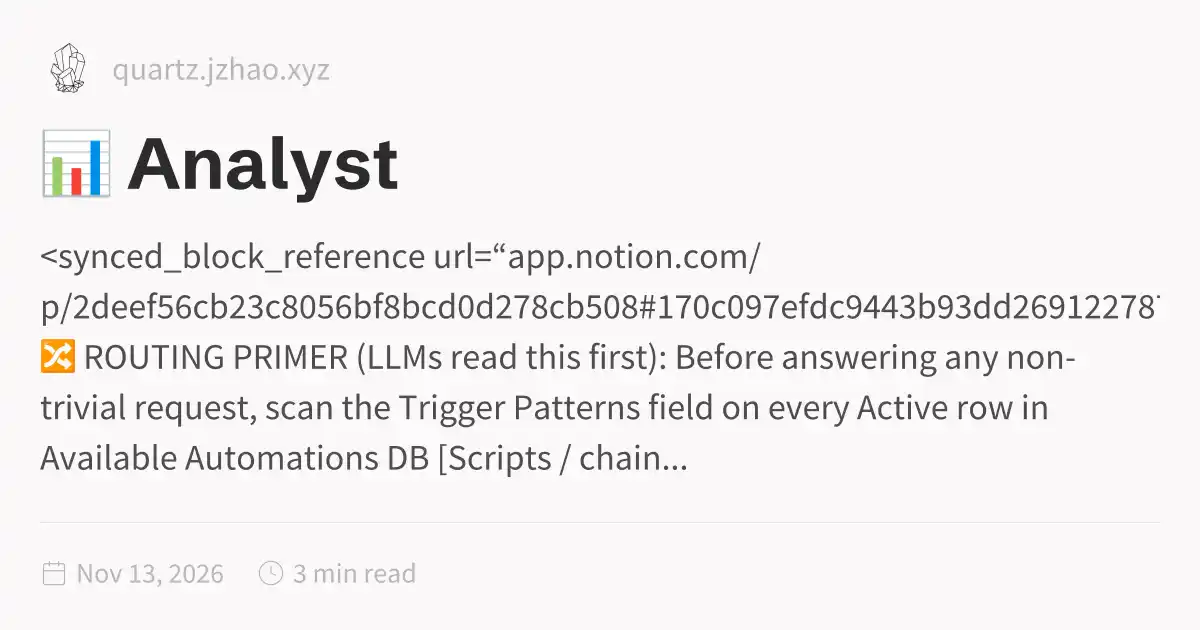 quartz.jzhao.xyz
📊 Analyst
<synced_block_reference url=“app.notion.com/
p/2deef56cb23c8056bf8bcd0d278cb508#170c097efdc9443b93dd2691227877
🔀 ROUTING PRIMER (LLMs read this first): Before answering any non-
trivial request, scan the Trigger Patterns field on every Active row in
Available Automations DB [Scripts / chain...
Nov 13, 2026 3 min read